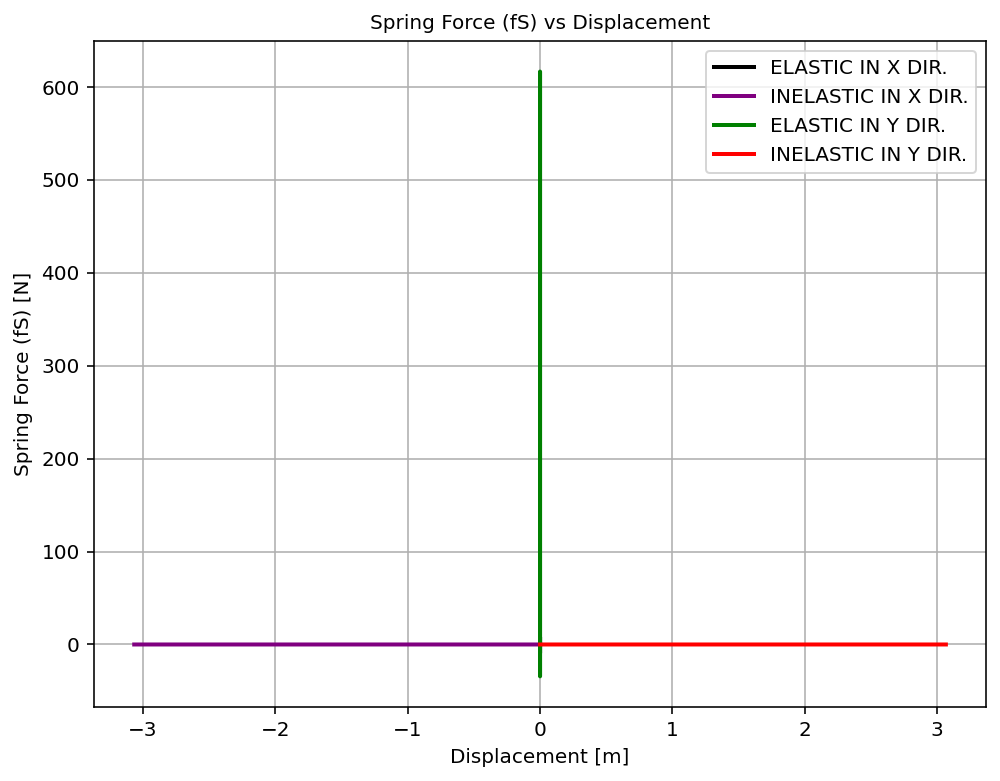 Spring Force (fS) vs Displacement
ELASTIC IN X DIR.
INELASTIC IN X DIR.
ELASTIC IN Y DIR.
INELASTIC IN Y DIR.
Spring Force (fS) [N]
600
500
400
300
200
100
0
−3 −2 −1 0 1 2 3
Displacement [m]